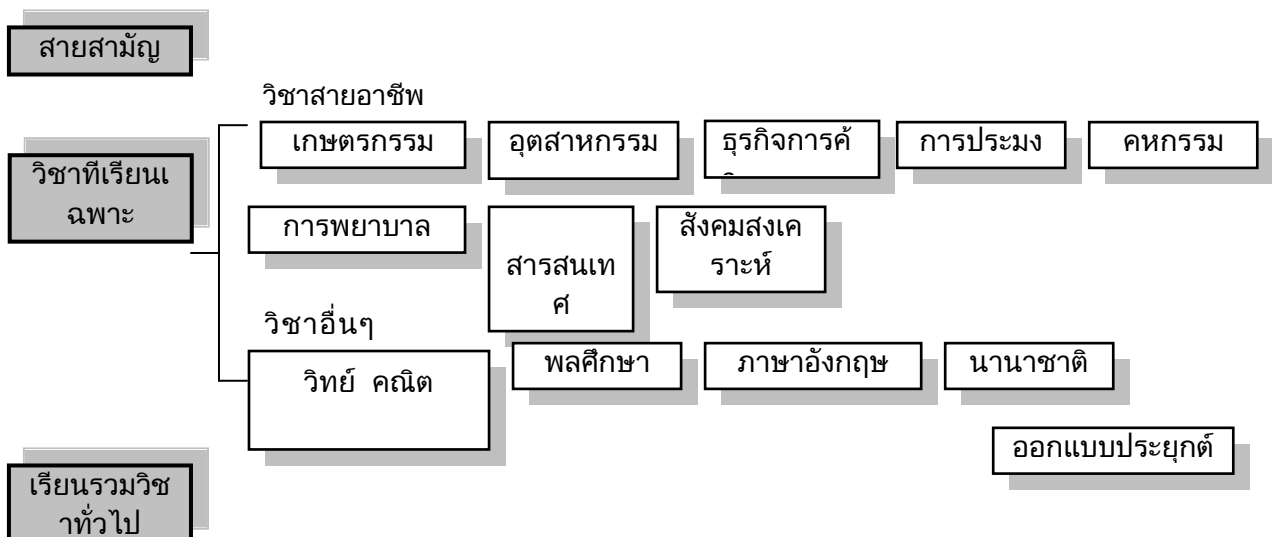 สายสามัญ
วิชาสายอาชีพ
เกษตรกรรม
อุตสาหกรรม
ธุรกิจการค้
การประมง
คหกรรม
วิชาทีเรียนเ
ฉพาะ
การพยาบาล
สารสนเท
ศ
สังคมสงเค
ราะห์
วิชาอื่นๆ
วิทย์ คณิต
พลศึกษา
ภาษาอังกฤษ
นานาชาติ
ออกแบบประยุกต์
เรียนรวมวิช
าทั่วไป